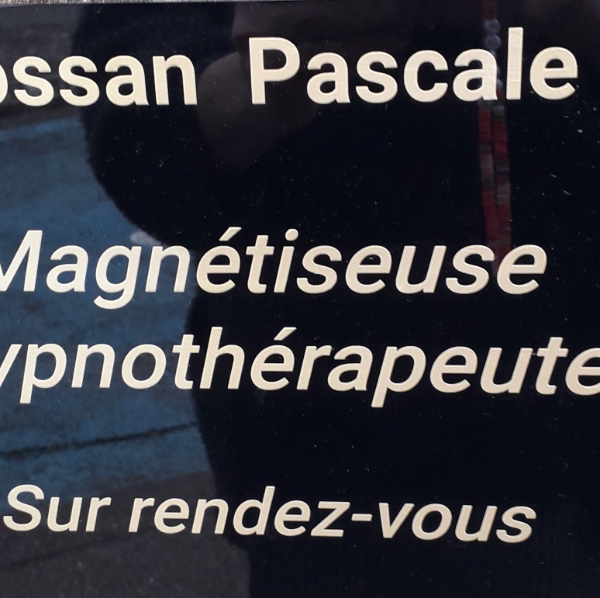 ossan Pascale
Magnétiseuse
ypnothérapeute
Sur rendez-vous